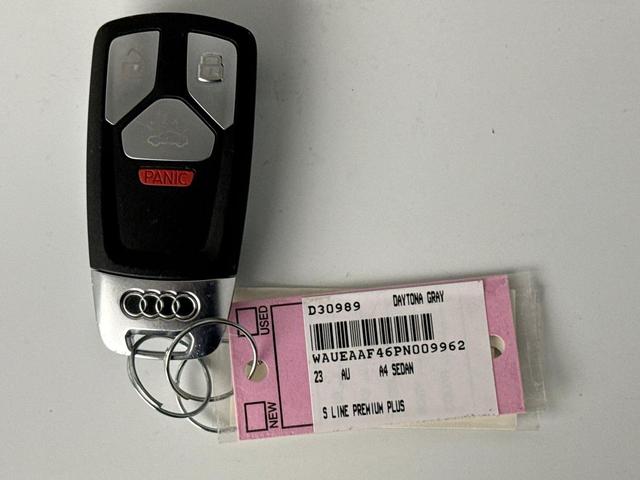 PANIC
D30989 DAYTONA GRAY
WAUEAAF46PN009962
23 AU A4 SEDAN
S LINE PREMIUM PLUS
USED
NEW